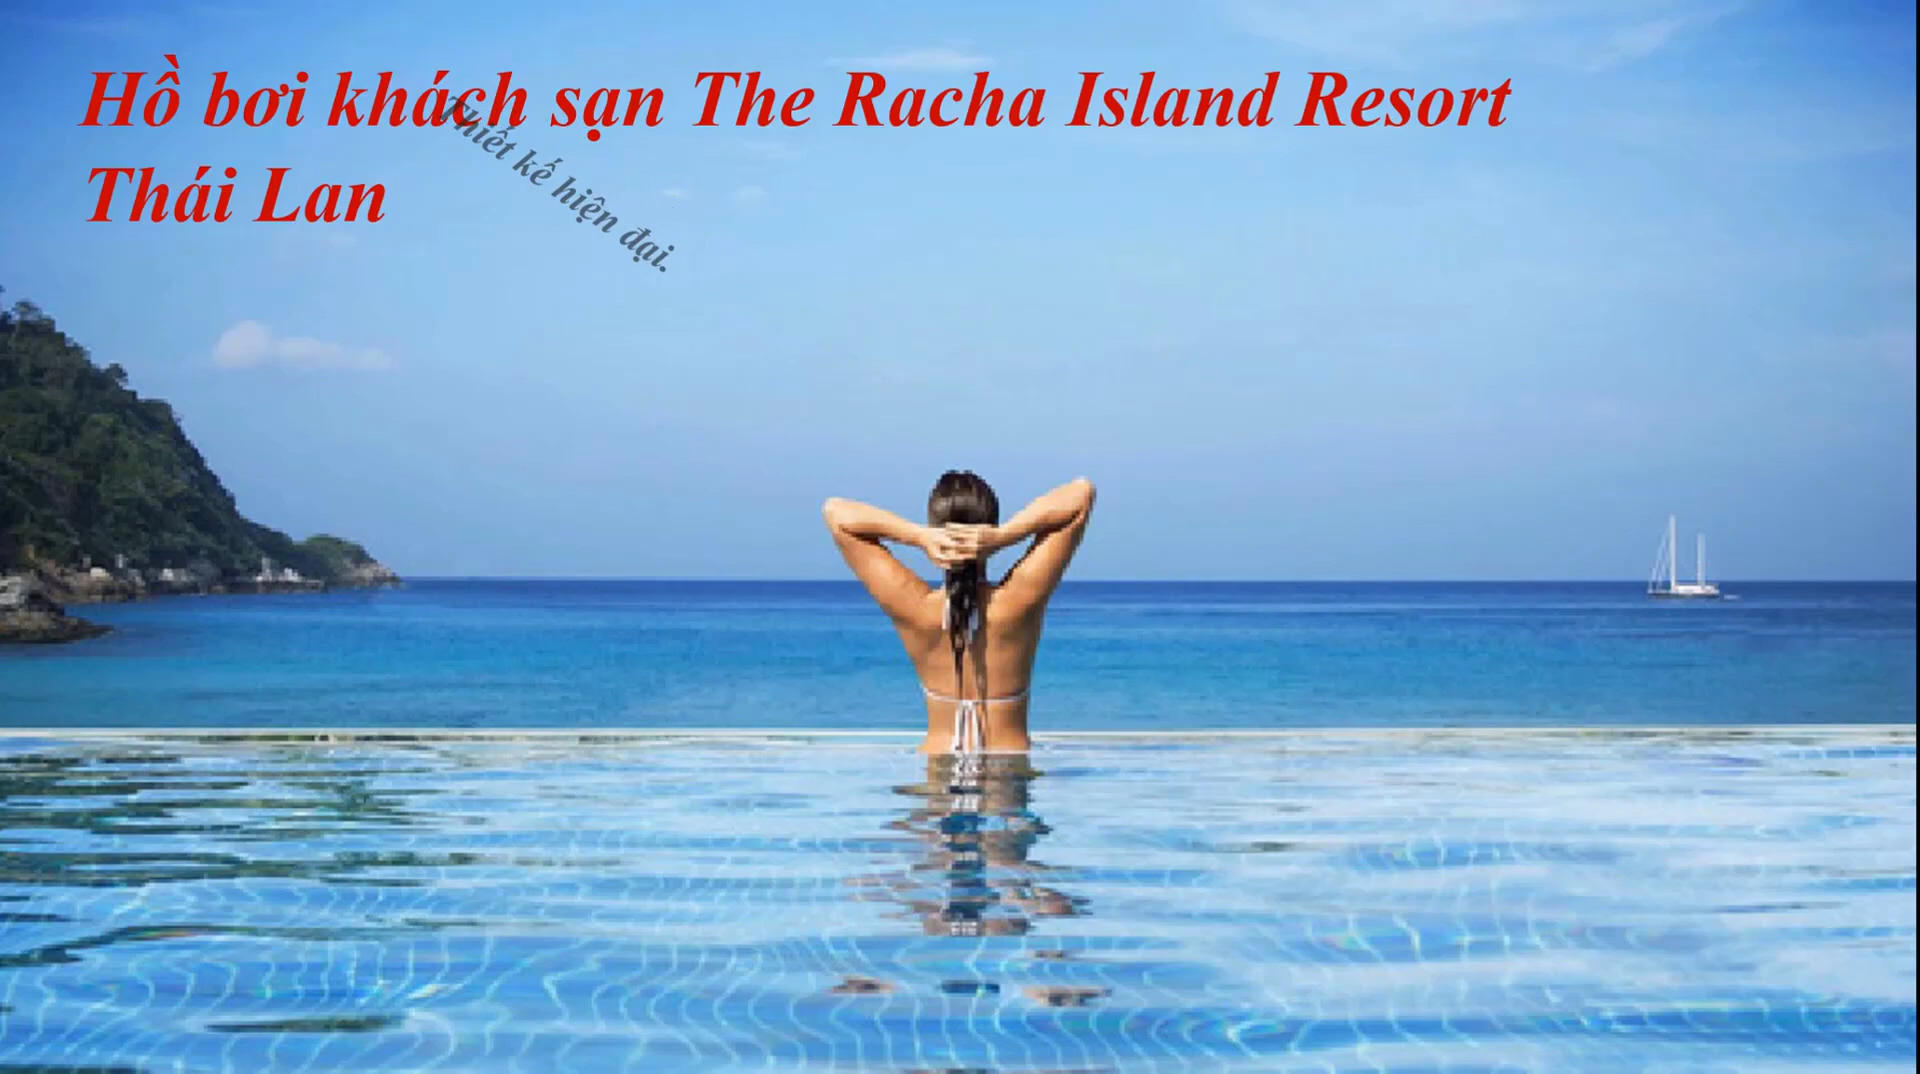 Hồ bơi khách sạn The Racha Island Resort
Thái Lan
Thiết kế hiện đại.